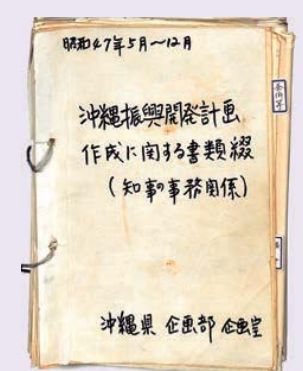 昭和47年5月〜12月
沖縄振興開発計画
作成に関する書類綴
(知事の事務関係)
沖縄県 企画部 企画室